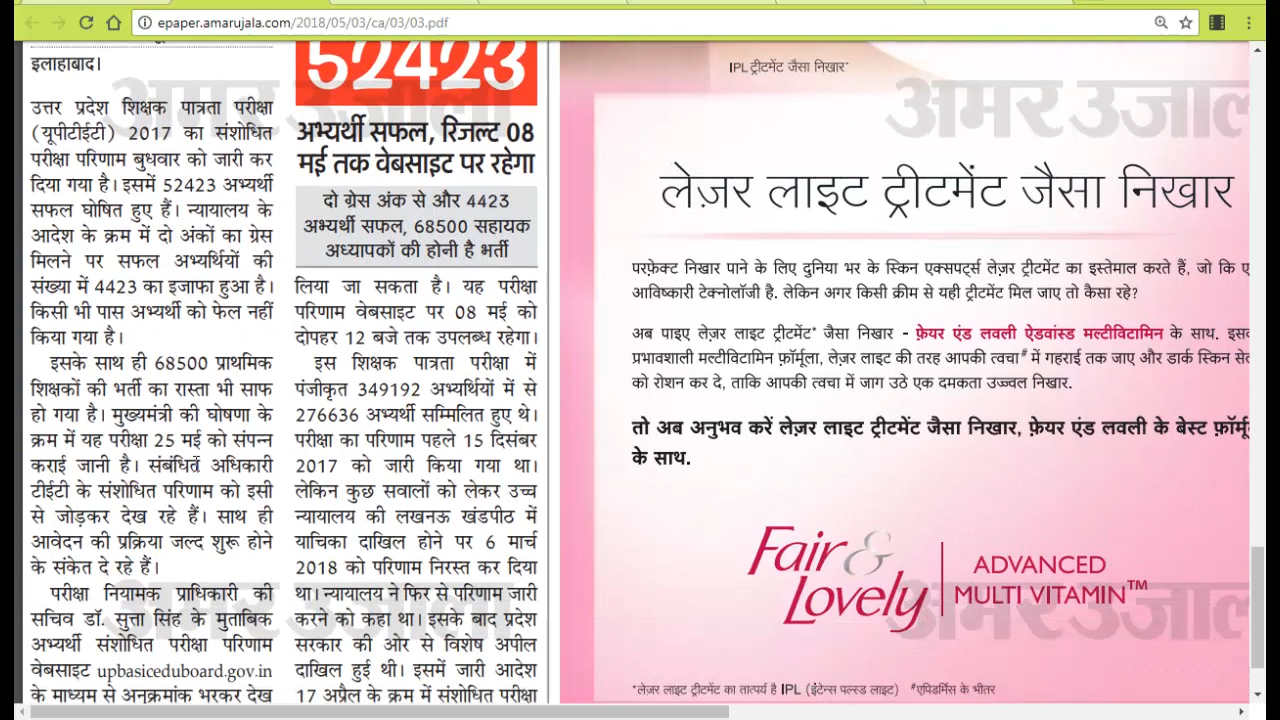 epaper.amarujala.com/2018/05/03/ca/03/03.pdf
इलाहाबाद।
उत्तर प्रदेश शिक्षक पात्रता परीक्षा
(यूपीटीईटी) 2017 का संशोधित
परीक्षा परिणाम बुधवार को जारी कर
दिया गया है। इसमें 52423 अभ्यर्थी
सफल घोषित हुए हैं। न्यायालय के
आदेश के क्रम में दो अंकों का ग्रेस
मिलने पर सफल अभ्यर्थियों की
संख्या में 4423 का इजाफा हुआ है।
किसी भी पास अभ्यर्थी को फेल नहीं
किया गया है।
इसके साथ ही 68500 प्राथमिक
शिक्षकों की भर्ती का रास्ता भी साफ
हो गया है। मुख्यमंत्री की घोषणा के
क्रम में यह परीक्षा 25 मई को संपन्न
कराई जानी है। संबंधित अधिकारी
टीईटी के संशोधित परिणाम को इसी
से जोड़कर देख रहे हैं। साथ ही
आवेदन की प्रक्रिया जल्द शुरू होने
के संकेत दे रहे हैं।
परीक्षा नियामक प्राधिकारी की
सचिव डॉ. सुत्ता सिंह के मुताबिक
अभ्यर्थी संशोधित परीक्षा परिणाम
वेबसाइट upbasiceduboard.gov.in
के माध्यम से अनुक्रमांक भरकर देख
52423
अभ्यर्थी सफल, रिजल्ट 08
मई तक वेबसाइट पर रहेगा
दो ग्रेस अंक से और 4423
अभ्यर्थी सफल, 68500 सहायक
अध्यापकों की होनी है भर्ती
लिया जा सकता है। यह परीक्षा
परिणाम वेबसाइट पर 08 मई को
दोपहर 12 बजे तक उपलब्ध रहेगा।
इस शिक्षक पात्रता परीक्षा में
पंजीकृत 349192 अभ्यर्थियों में से
276636 अभ्यर्थी सम्मिलित हुए थे।
परीक्षा का परिणाम पहले 15 दिसंबर
2017 को जारी किया गया था।
लेकिन कुछ सवालों को लेकर उच्च
न्यायालय की लखनऊ खंडपीठ में
याचिका दाखिल होने पर 6 मार्च
2018 को परिणाम निरस्त कर दिया
था। न्यायालय ने फिर से परिणाम जारी
करने को कहा था। इसके बाद प्रदेश
सरकार की ओर से विशेष अपील
दाखिल हुई थी। इसमें जारी आदेश
17 अप्रैल के क्रम में संशोधित परीक्षा
IPL ट्रीटमेंट जैसा निखार*
अमर उजाला
लेज़र लाइट ट्रीटमेंट जैसा निखार
परफ़ेक्ट निखार पाने के लिए दुनिया भर के स्किन एक्सपर्ट्स लेज़र ट्रीटमेंट का इस्तेमाल करते हैं, जो कि ए
आविष्कारी टेक्नोलॉजी है. लेकिन अगर किसी क्रीम से यही ट्रीटमेंट मिल जाए तो कैसा रहे?
अब पाइए लेज़र लाइट ट्रीटमेंट* जैसा निखार - फ़ेयर एंड लवली ऐडवांस्ड मल्टीविटामिन के साथ. इस
प्रभावशाली मल्टीविटामिन फ़ॉर्मूला, लेज़र लाइट की तरह आपकी त्वचा# में गहराई तक जाए और डार्क स्किन से
को रोशन कर दे, ताकि आपकी त्वचा में जाग उठे एक दमकता उज्ज्वल निखार.
तो अब अनुभव करें लेज़र लाइट ट्रीटमेंट जैसा निखार, फ़ेयर एंड लवली के बेस्ट फ़ॉर्मू
के साथ.
Fair & Lovely
ADVANCED
MULTI VITAMIN™
*लेज़र लाइट ट्रीटमेंट का तात्पर्य है IPL (इंटेन्स पल्स्ड लाइट) #एपिडर्मिस के भीतर